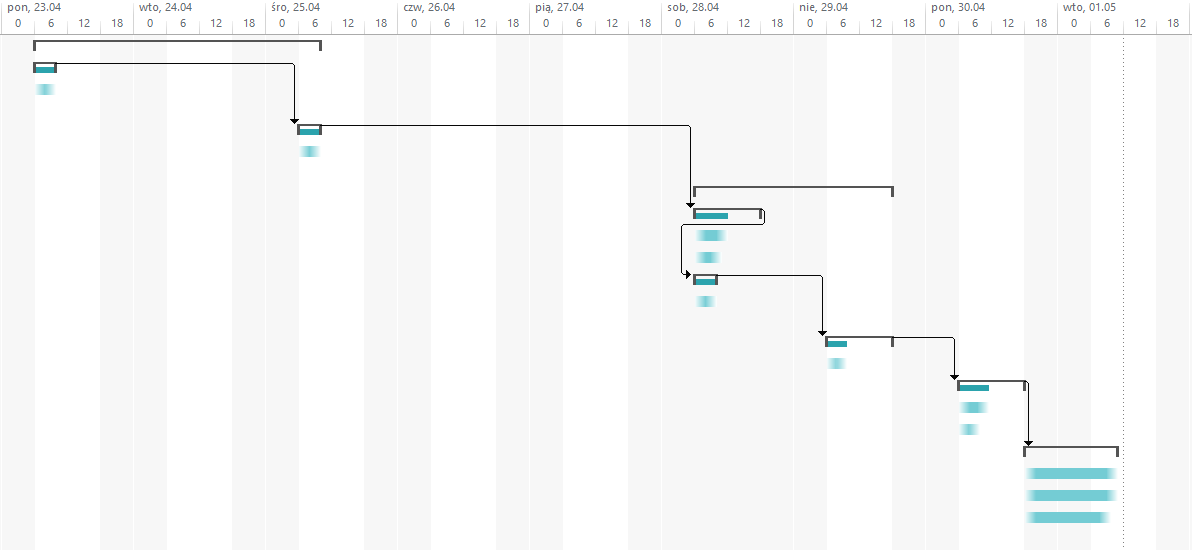 pon, 23.04 wto, 24.04 śro, 25.04 czw, 26.04 pią, 27.04 sob, 28.04 nie, 29.04 pon, 30.04 wto, 01.05
0 6 12 18 0 6 12 18 0 6 12 18 0 6 12 18 0 6 12 18 0 6 12 18 0 6 12 18 0 6 12 18 0 6 12 18